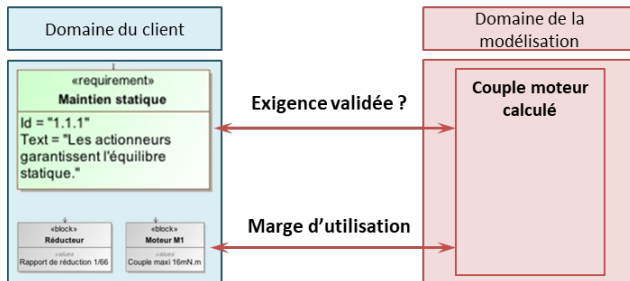 Domaine du client
Domaine de la
modélisation
«requirement»
Maintien statique
Id = "1.1.1"
Text = "Les actionneurs
garantissent l'équilibre
statique."
Exigence validée ?
Couple moteur
calculé
«block»
Réducteur
values
Rapport de réduction 1/66
«block»
Moteur M1
values
Couple maxi 16mN.m
Marge d’utilisation